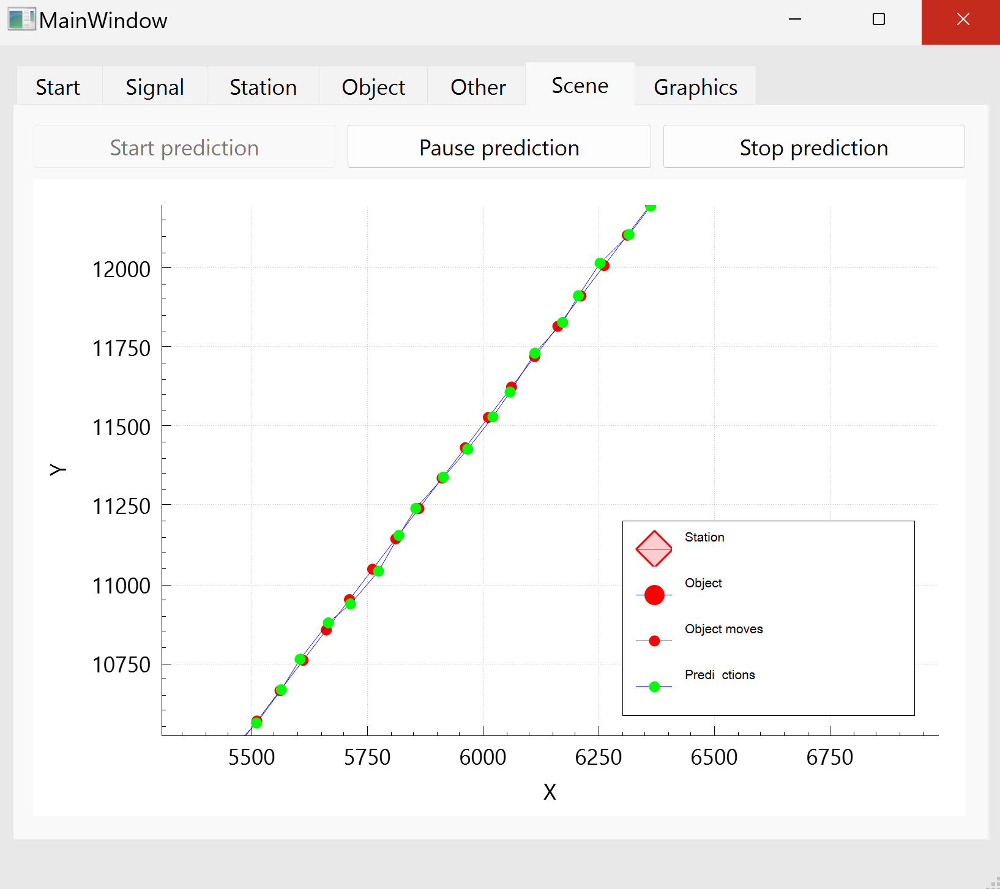 MainWindow
Start Signal Station Object Other Scene Graphics
Start prediction Pause prediction Stop prediction
12000
11750
11500
11250
11000
10750
Y
Station
Object
Object moves
Predi ctions
5500 5750 6000 6250 6500 6750
X